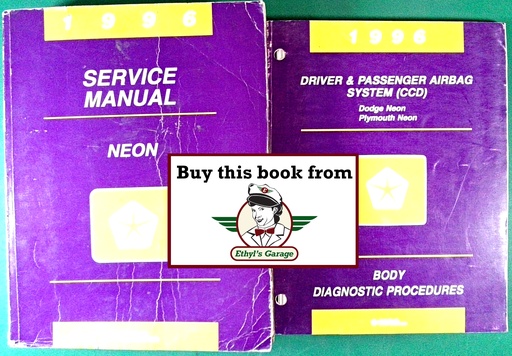 1996
SERVICE
MANUAL
NEON
1996
DRIVER & PASSENGER AIRBAG
SYSTEM (CCD)
Dodge Neon
Plymouth Neon
BODY
DIAGNOSTIC PROCEDURES
Buy this book from
Ethyl's Garage